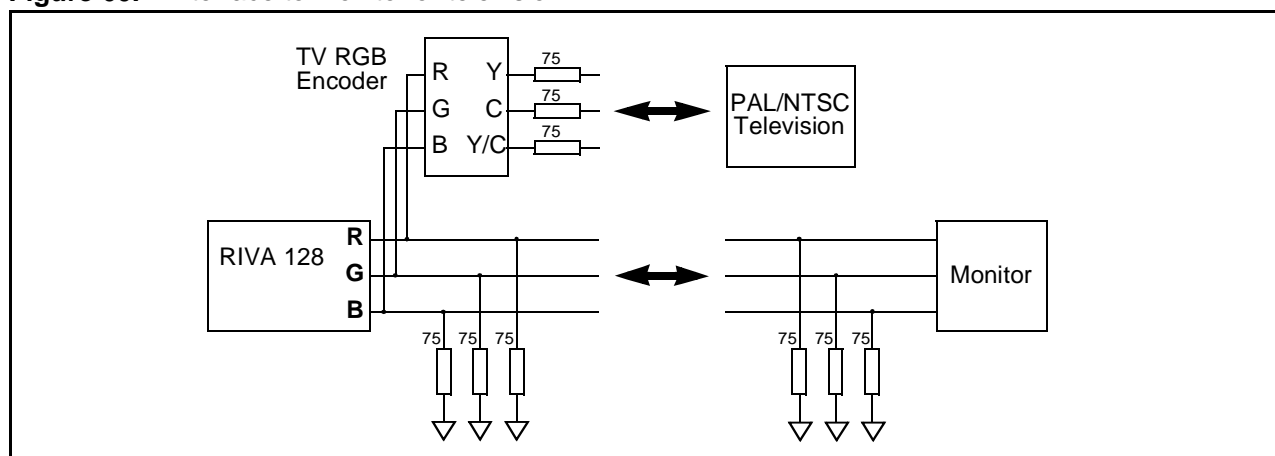 TV RGB
Encoder
R
Y
75
G
C
75
B
Y/C
75
PAL/NTSC
Television
RIVA 128
R
G
B
Monitor
75
75
75
75
75
75